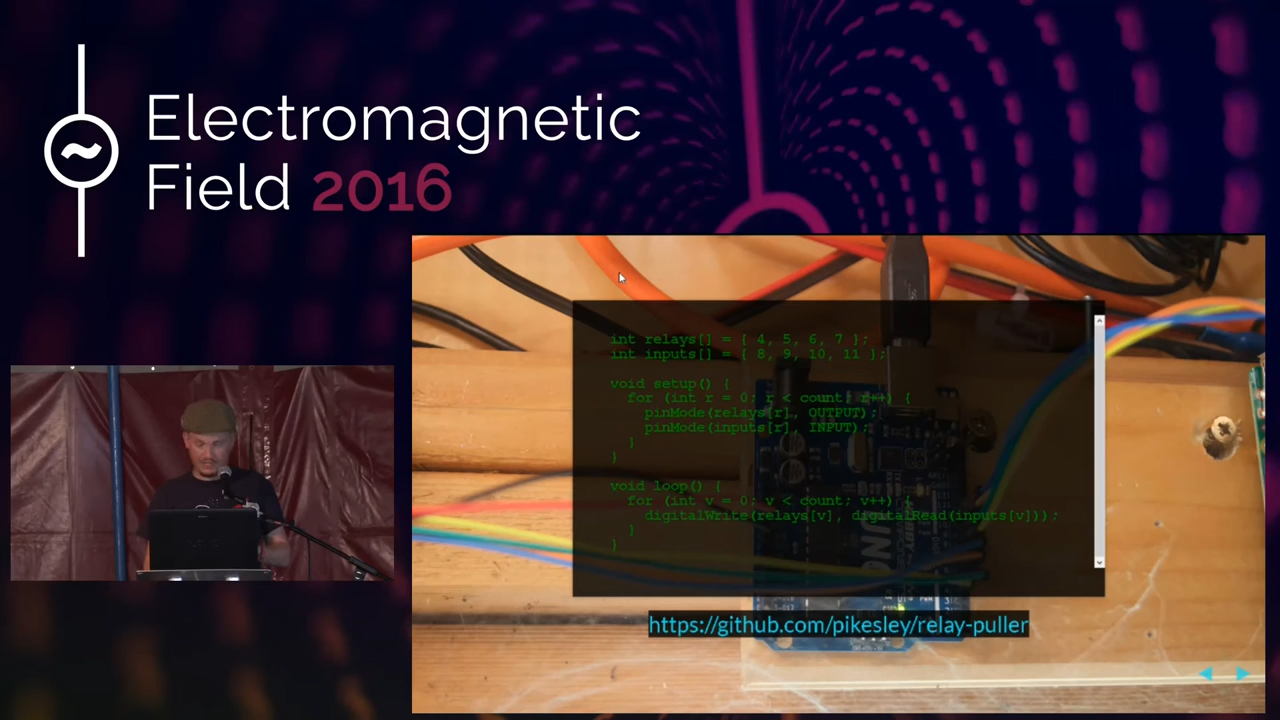 Electromagnetic
Field 2016
int relays[] = { 4, 5, 6, 7 };
int inputs[] = { 8, 9, 10, 11 };
void setup() {
for (int r = 0; r < count; r++) {
pinMode(relays[r], OUTPUT);
pinMode(inputs[r], INPUT);
}
}
void loop() {
for (int v = 0; v < count; v++) {
digitalWrite(relays[v], digitalRead(inputs[v]));
}
}
UNO
https://github.com/pikesley/relay-puller